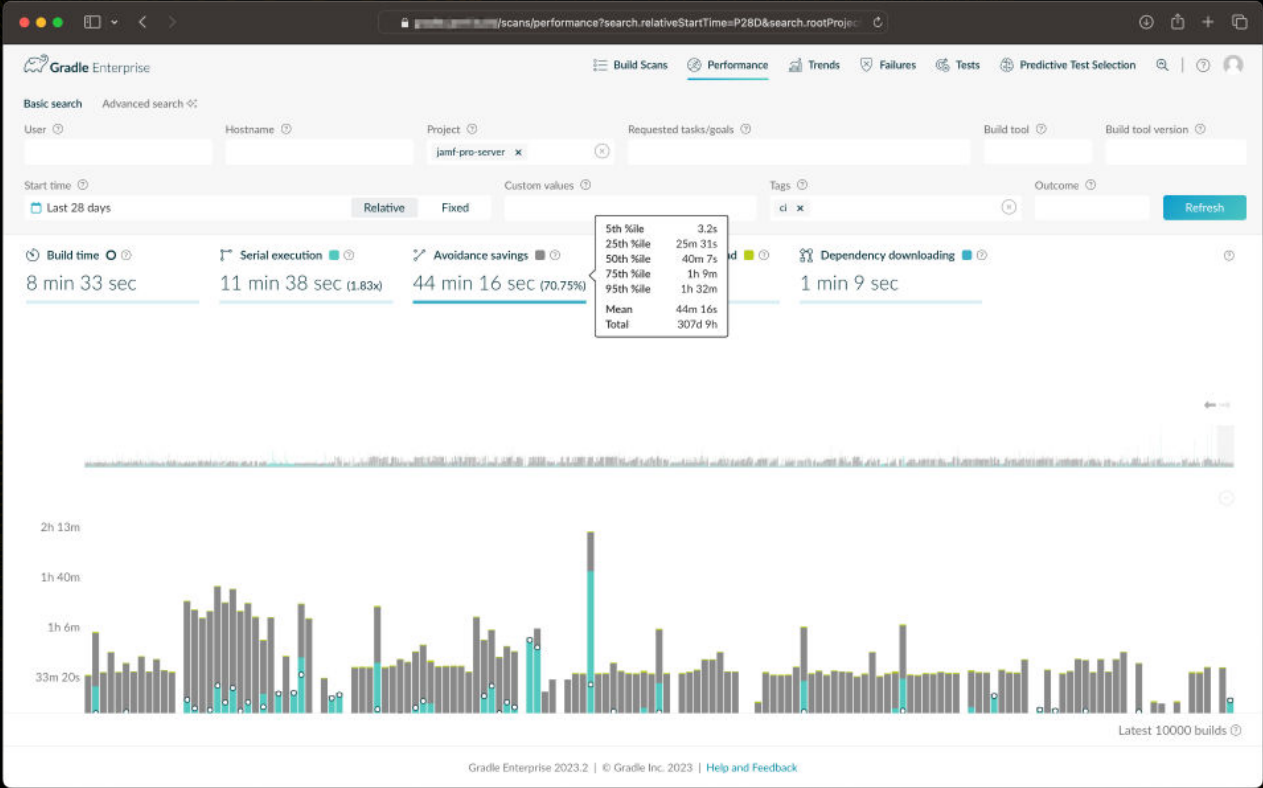 /scans/performance?search.relativeStartTime=P28D&search.rootProjec
Gradle Enterprise
Build Scans
Performance
Trends
Failures
Tests
Predictive Test Selection
Basic search
Advanced search
User
Hostname
Project
Requested tasks/goals
Build tool
Build tool version
jamf-pro-server ×
Start time
Custom values
Tags
Outcome
Last 28 days
Relative
Fixed
ci ×
Refresh
Build time
Serial execution
Avoidance savings
Dependency downloading
8 min 33 sec
11 min 38 sec (1.83x)
44 min 16 sec (70.75%)
1 min 9 sec
5th %ile 3.2s
25th %ile 25m 31s
50th %ile 40m 7s
75th %ile 1h 9m
95th %ile 1h 32m
Mean 44m 16s
Total 307d 9h
2h 13m
1h 40m
1h 6m
33m 20s
Latest 10000 builds
Gradle Enterprise 2023.2 | © Gradle Inc. 2023 | Help and Feedback